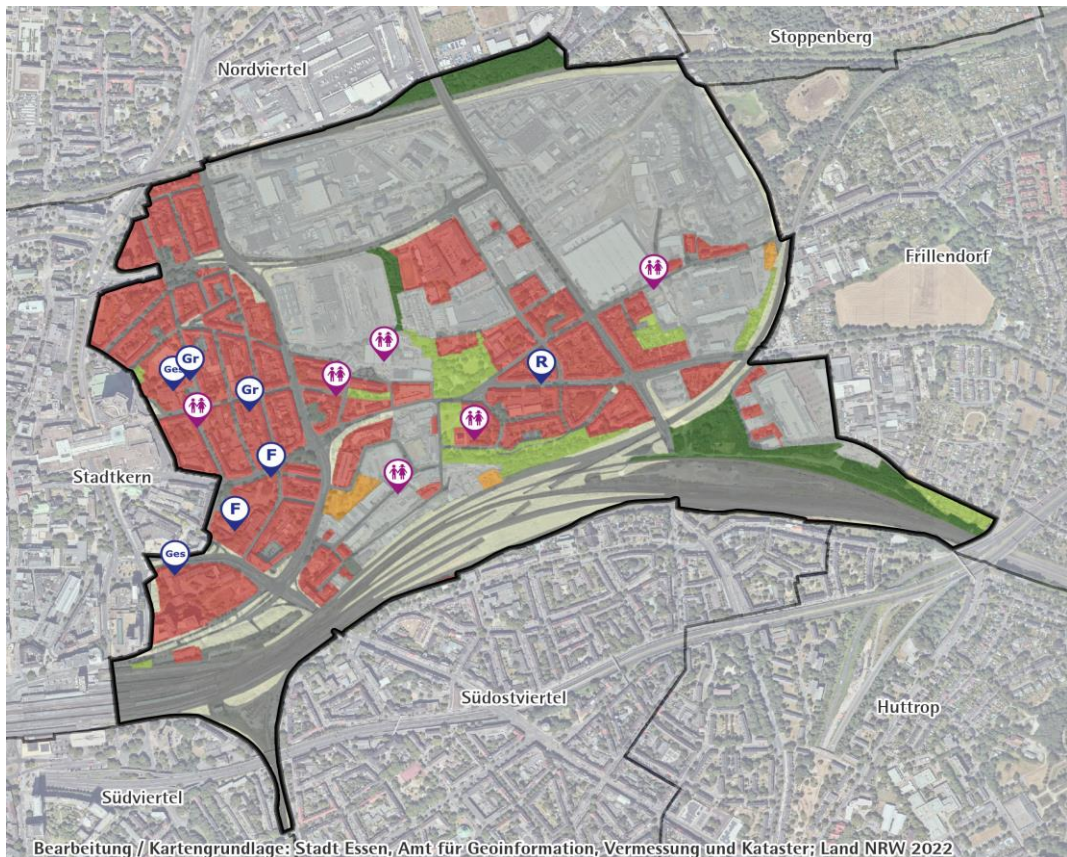 Stoppenberg
Nordviertel
Frillendorf
R
Gr
Ges
Gr
F
Stadtkern
F
Ges
Südostviertel
Huttrop
Südviertel
Bearbeitung / Kartengrundlage: Stadt Essen, Amt für Geoinformation, Vermessung und Kataster; Land NRW 2022